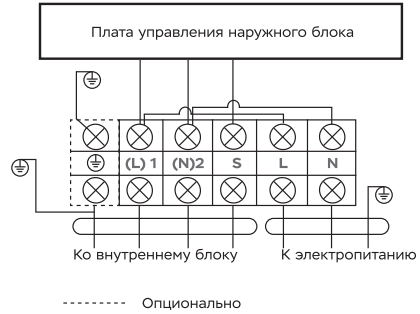 Плата управления наружного блока
(L) 1 (N)2 S L N
Ко внутреннему блоку К электропитанию
Опционально